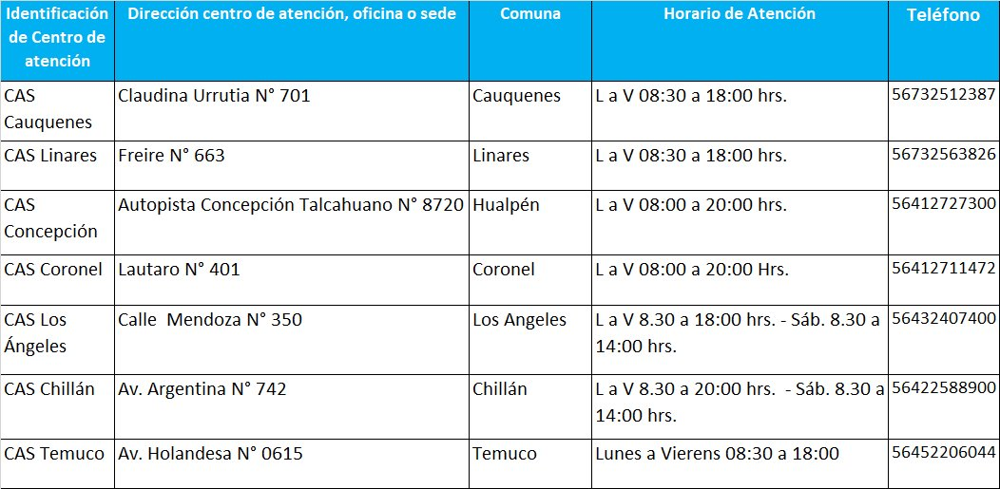 Identificación de Centro de atención	Dirección centro de atención, oficina o sede	Comuna	Horario de Atención	Teléfono
CAS Cauquenes	Claudina Urrutia N° 701	Cauquenes	L a V 08:30 a 18:00 hrs.	56732512387
CAS Linares	Freire N° 663	Linares	L a V 08:30 a 18:00 hrs.	56732563826
CAS Concepción	Autopista Concepción Talcahuano N° 8720	Hualpén	L a V 08:00 a 20:00 hrs.	56412727300
CAS Coronel	Lautaro N° 401	Coronel	L a V 08:00 a 20:00 Hrs.	56412711472
CAS Los Ángeles	Calle  Mendoza N° 350	Los Angeles	L a V 8.30 a 18:00 hrs. - Sáb. 8.30 a 14:00 hrs.	56432407400
CAS Chillán	Av. Argentina N° 742	Chillán	L a V 8.30 a 20:00 hrs.  - Sáb. 8.30 a 14:00 hrs.	56422588900
CAS Temuco	Av. Holandesa N° 0615	Temuco	Lunes a Vierens 08:30 a 18:00	56452206044